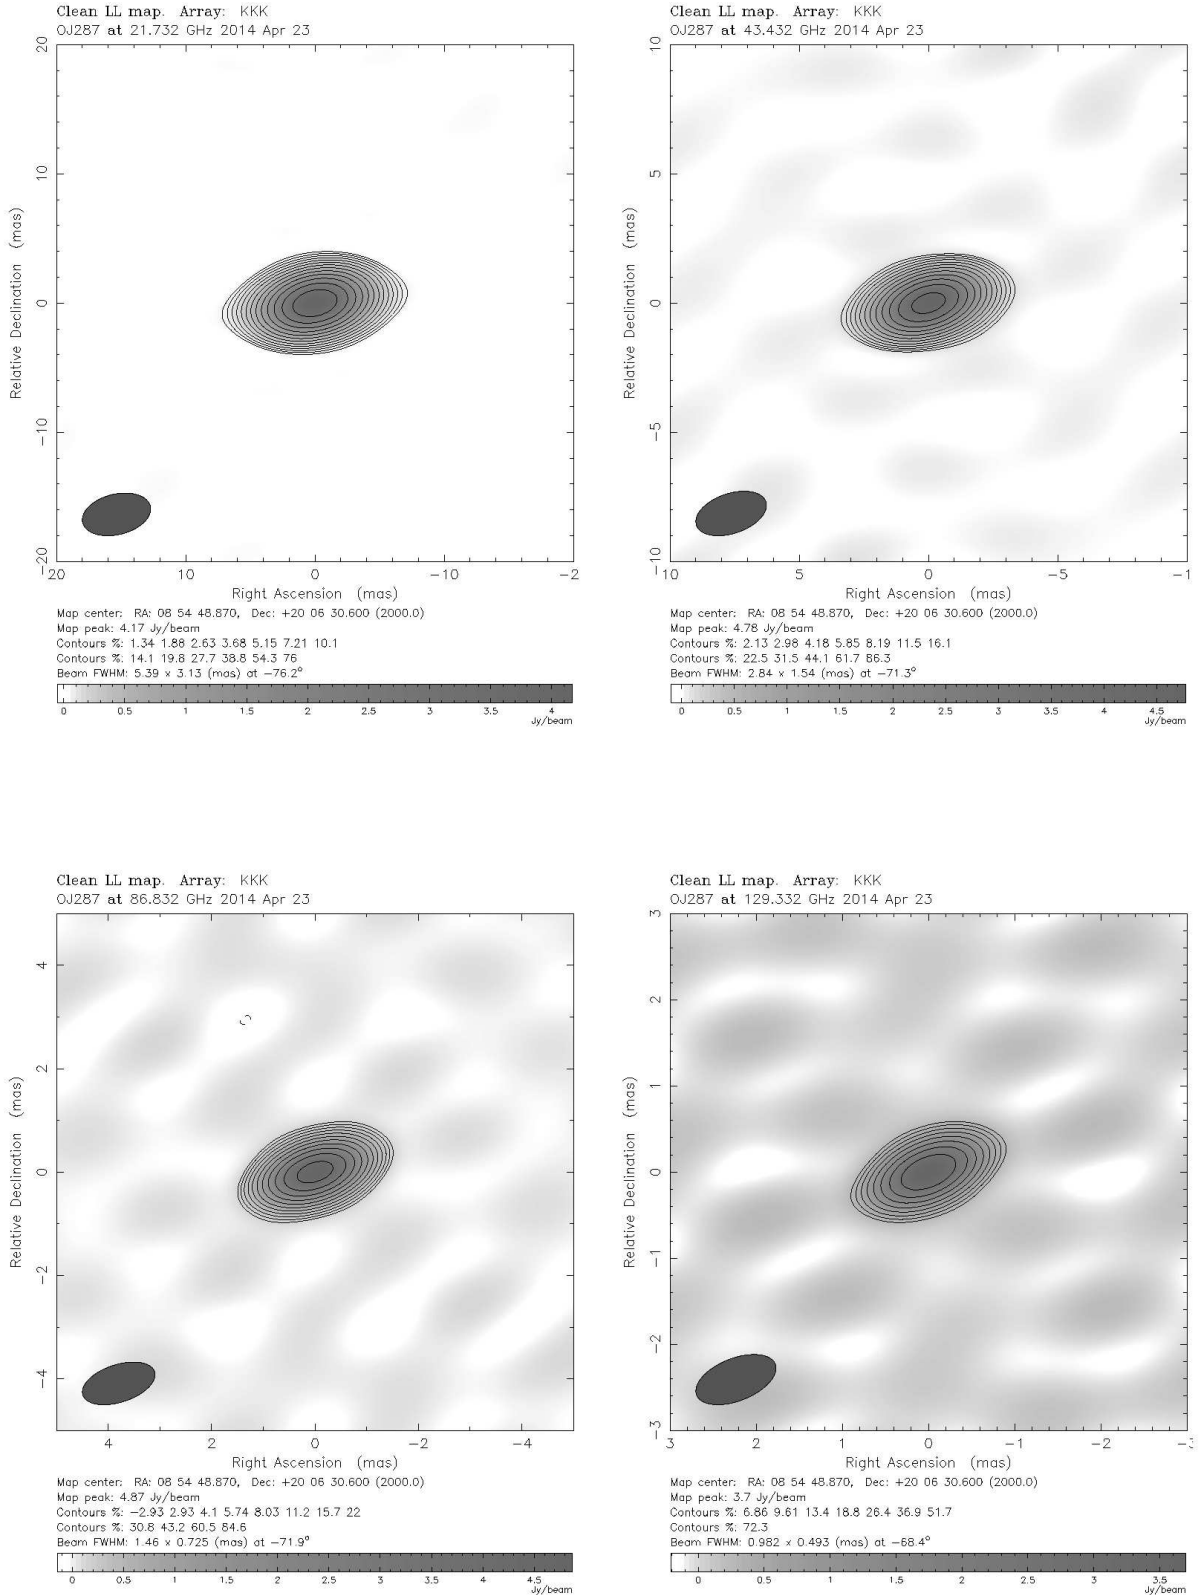 Clean LL map. Array: KKK
OJ287 at 21.732 GHz 2014 Apr 23
20
10
0
−10
−20
Relative Declination (mas)
20 10 0 −10 −2
Right Ascension (mas)
Map center: RA: 08 54 48.870, Dec: +20 06 30.600 (2000.0)
Map peak: 4.17 Jy/beam
Contours %: 1.34 1.88 2.63 3.68 5.15 7.21 10.1
Contours %: 14.1 19.8 27.7 38.8 54.3 76
Beam FWHM: 5.39 x 3.13 (mas) at −76.2°
0 0.5 1 1.5 2 2.5 3 3.5 4
Jy/beam
Clean LL map. Array: KKK
OJ287 at 43.432 GHz 2014 Apr 23
10
5
0
−5
−10
Relative Declination (mas)
10 5 0 −5 −1
Right Ascension (mas)
Map center: RA: 08 54 48.870, Dec: +20 06 30.600 (2000.0)
Map peak: 4.78 Jy/beam
Contours %: 2.13 2.98 4.18 5.85 8.19 11.5 16.1
Contours %: 22.5 31.5 44.1 61.7 86.3
Beam FWHM: 2.84 x 1.54 (mas) at −71.3°
0 0.5 1 1.5 2 2.5 3 3.5 4 4.5
Jy/beam
Clean LL map. Array: KKK
OJ287 at 86.832 GHz 2014 Apr 23
4
2
0
−2
−4
Relative Declination (mas)
4 2 0 −2 −4
Right Ascension (mas)
Map center: RA: 08 54 48.870, Dec: +20 06 30.600 (2000.0)
Map peak: 4.87 Jy/beam
Contours %: −2.93 2.93 4.1 5.74 8.03 11.2 15.7 22
Contours %: 30.8 43.2 60.5 84.6
Beam FWHM: 1.46 x 0.725 (mas) at −71.9°
0 0.5 1 1.5 2 2.5 3 3.5 4 4.5
Jy/beam
Clean LL map. Array: KKK
OJ287 at 129.332 GHz 2014 Apr 23
3
2
1
0
−1
−2
−3
Relative Declination (mas)
3 2 1 0 −1 −2 −3
Right Ascension (mas)
Map center: RA: 08 54 48.870, Dec: +20 06 30.600 (2000.0)
Map peak: 3.7 Jy/beam
Contours %: 6.86 9.61 13.4 18.8 26.4 36.9 51.7
Contours %: 72.3
Beam FWHM: 0.982 x 0.493 (mas) at −68.4°
0 0.5 1 1.5 2 2.5 3 3.5
Jy/beam